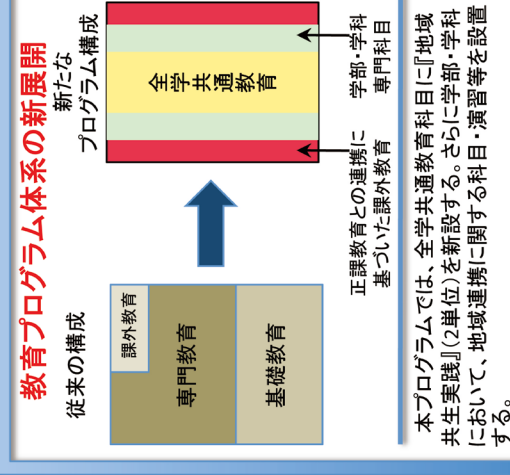 教育プログラム体系の新展開
従来の構成
課外教育
専門教育
基礎教育
新たな
プログラム構成
全学共通教育
正課教育との連携に
基づいた課外教育
学部・学科
専門科目
本プログラムでは、全学共通教育科目に『地域
共生実践』(2単位)を新設する。さらに学部・学科
において、地域連携に関する科目・演習等を設置
する。